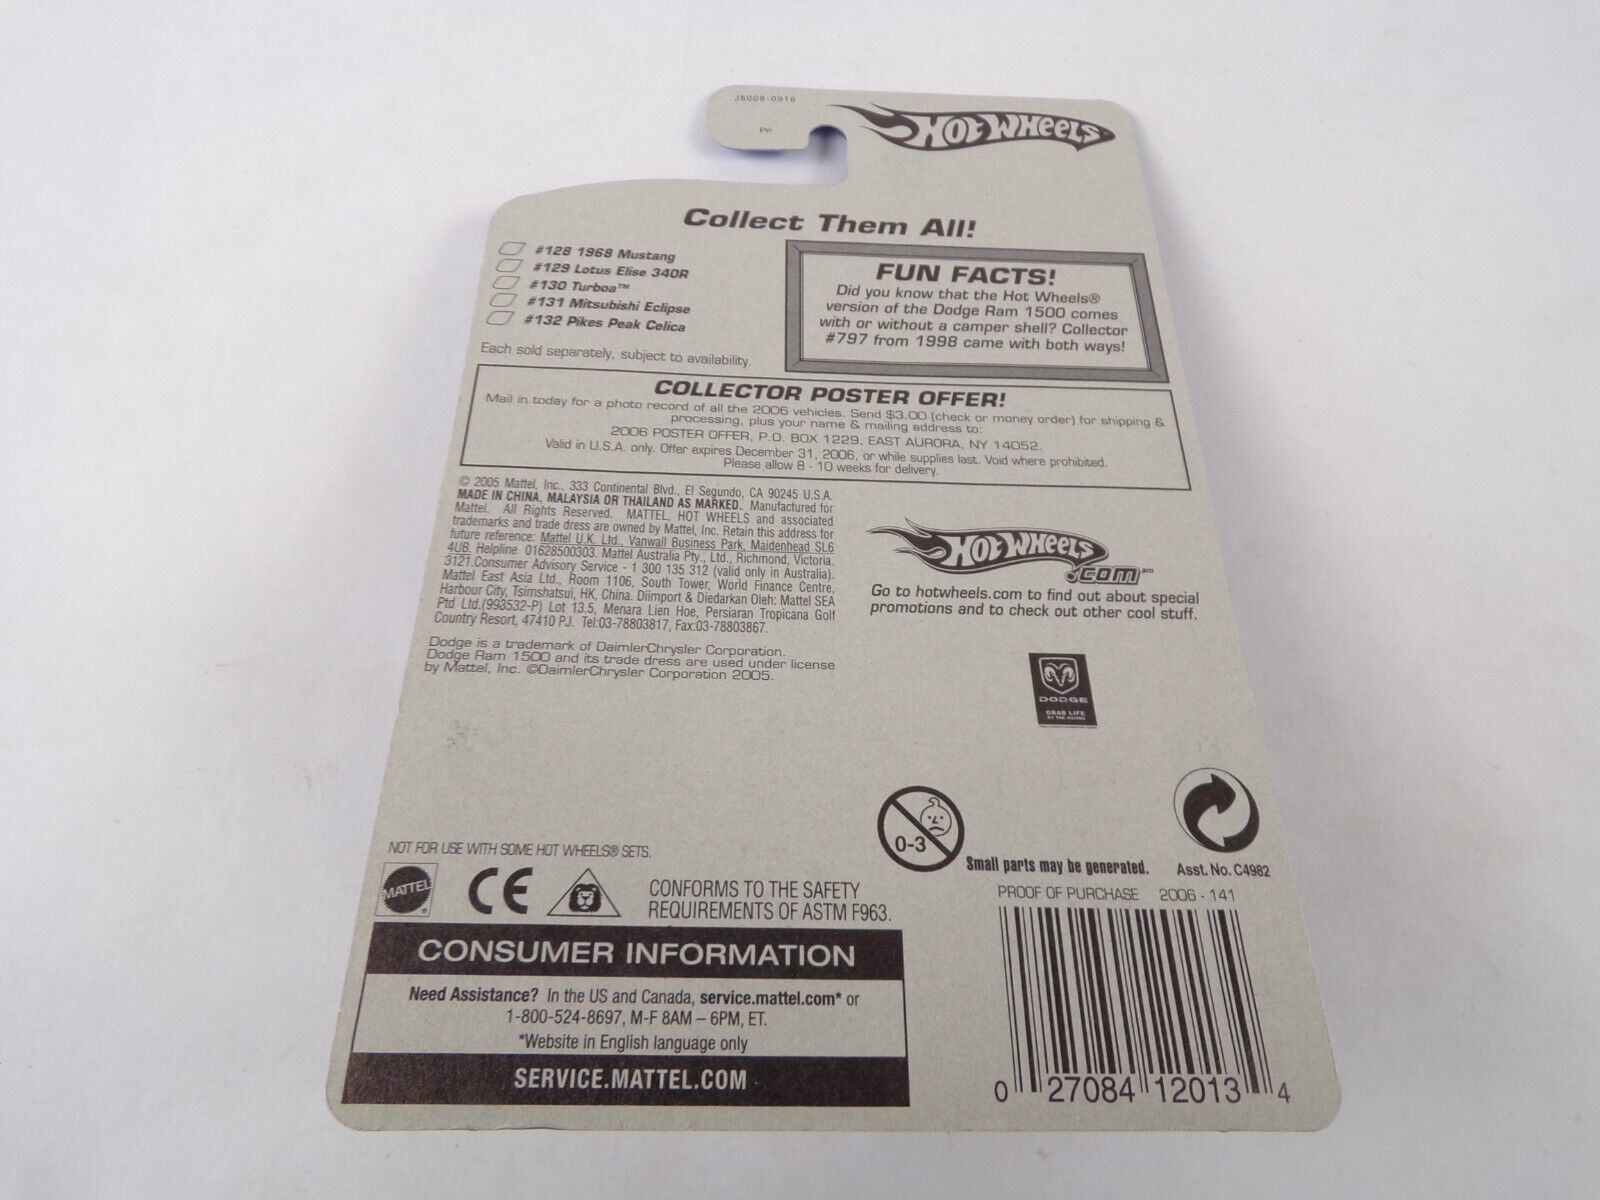 J8008-0916
Hot Wheels
Collect Them All!
#128 1968 Mustang
#129 Lotus Elise 340R
#130 Turboa™
#131 Mitsubishi Eclipse
#132 Pikes Peak Celica
Each sold separately, subject to availability.
FUN FACTS!
Did you know that the Hot Wheels®
version of the Dodge Ram 1500 comes
with or without a camper shell? Collector
#797 from 1998 came with both ways!
COLLECTOR POSTER OFFER!
Mail in today for a photo record of all the 2006 vehicles. Send $3.00 (check or money order) for shipping &
processing, plus your name & mailing address to:
2006 POSTER OFFER, P.O. BOX 1229, EAST AURORA, NY 14052.
Valid in U.S.A. only. Offer expires December 31, 2006, or while supplies last. Void where prohibited.
Please allow 8 - 10 weeks for delivery.
© 2005 Mattel, Inc., 333 Continental Blvd., El Segundo, CA 90245 U.S.A.
MADE IN CHINA, MALAYSIA OR THAILAND AS MARKED. Manufactured for
Mattel. All Rights Reserved. MATTEL, HOT WHEELS and associated
trademarks and trade dress are owned by Mattel, Inc. Retain this address for
future reference: Mattel U.K. Ltd., Vanwall Business Park, Maidenhead SL6
4UB. Helpline 01628500303. Mattel Australia Pty., Ltd., Richmond, Victoria.
3121.Consumer Advisory Service - 1 300 135 312 (valid only in Australia).
Mattel East Asia Ltd., Room 1106, South Tower, World Finance Centre,
Harbour City, Tsimshatsui, HK, China. Diimport & Diedarkan Oleh: Mattel SEA
Ptd Ltd.(993532-P) Lot 13.5, Menara Lien Hoe, Persiaran Tropicana Golf
Country Resort, 47410 PJ. Tel:03-78803817, Fax:03-78803867.
Dodge is a trademark of DaimlerChrysler Corporation.
Dodge Ram 1500 and its trade dress are used under license
by Mattel, Inc. ©DaimlerChrysler Corporation 2005.
Hot Wheels
.com
Go to hotwheels.com to find out about special
promotions and to check out other cool stuff.
DODGE
GRAB LIFE
BY THE HORNS
0-3
Small parts may be generated.
Asst. No. C4982
NOT FOR USE WITH SOME HOT WHEELS® SETS.
MATTEL®
CE
CONFORMS TO THE SAFETY
REQUIREMENTS OF ASTM F963.
PROOF OF PURCHASE 2006 - 141
CONSUMER INFORMATION
Need Assistance? In the US and Canada, service.mattel.com* or
1-800-524-8697, M-F 8AM – 6PM, ET.
*Website in English language only
SERVICE.MATTEL.COM
0 27084 12013 4